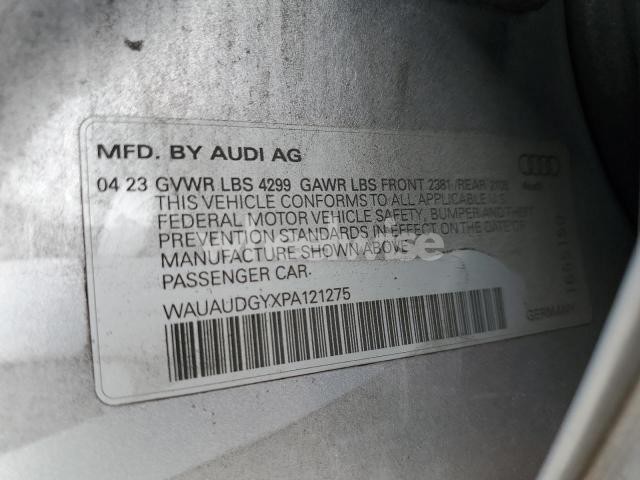 MFD. BY AUDI AG
04 23 GVWR LBS 4299 GAWR LBS FRONT 2381 / REAR
THIS VEHICLE CONFORMS TO ALL APPLICABLE U.S.
FEDERAL MOTOR VEHICLE SAFETY, BUMPER AND THEFT
PREVENTION STANDARDS IN EFFECT ON THE DATE OF
MANUFACTURE SHOWN ABOVE.
PASSENGER CAR.
WAUAUDGYXPA121275
GERMANY
Audi